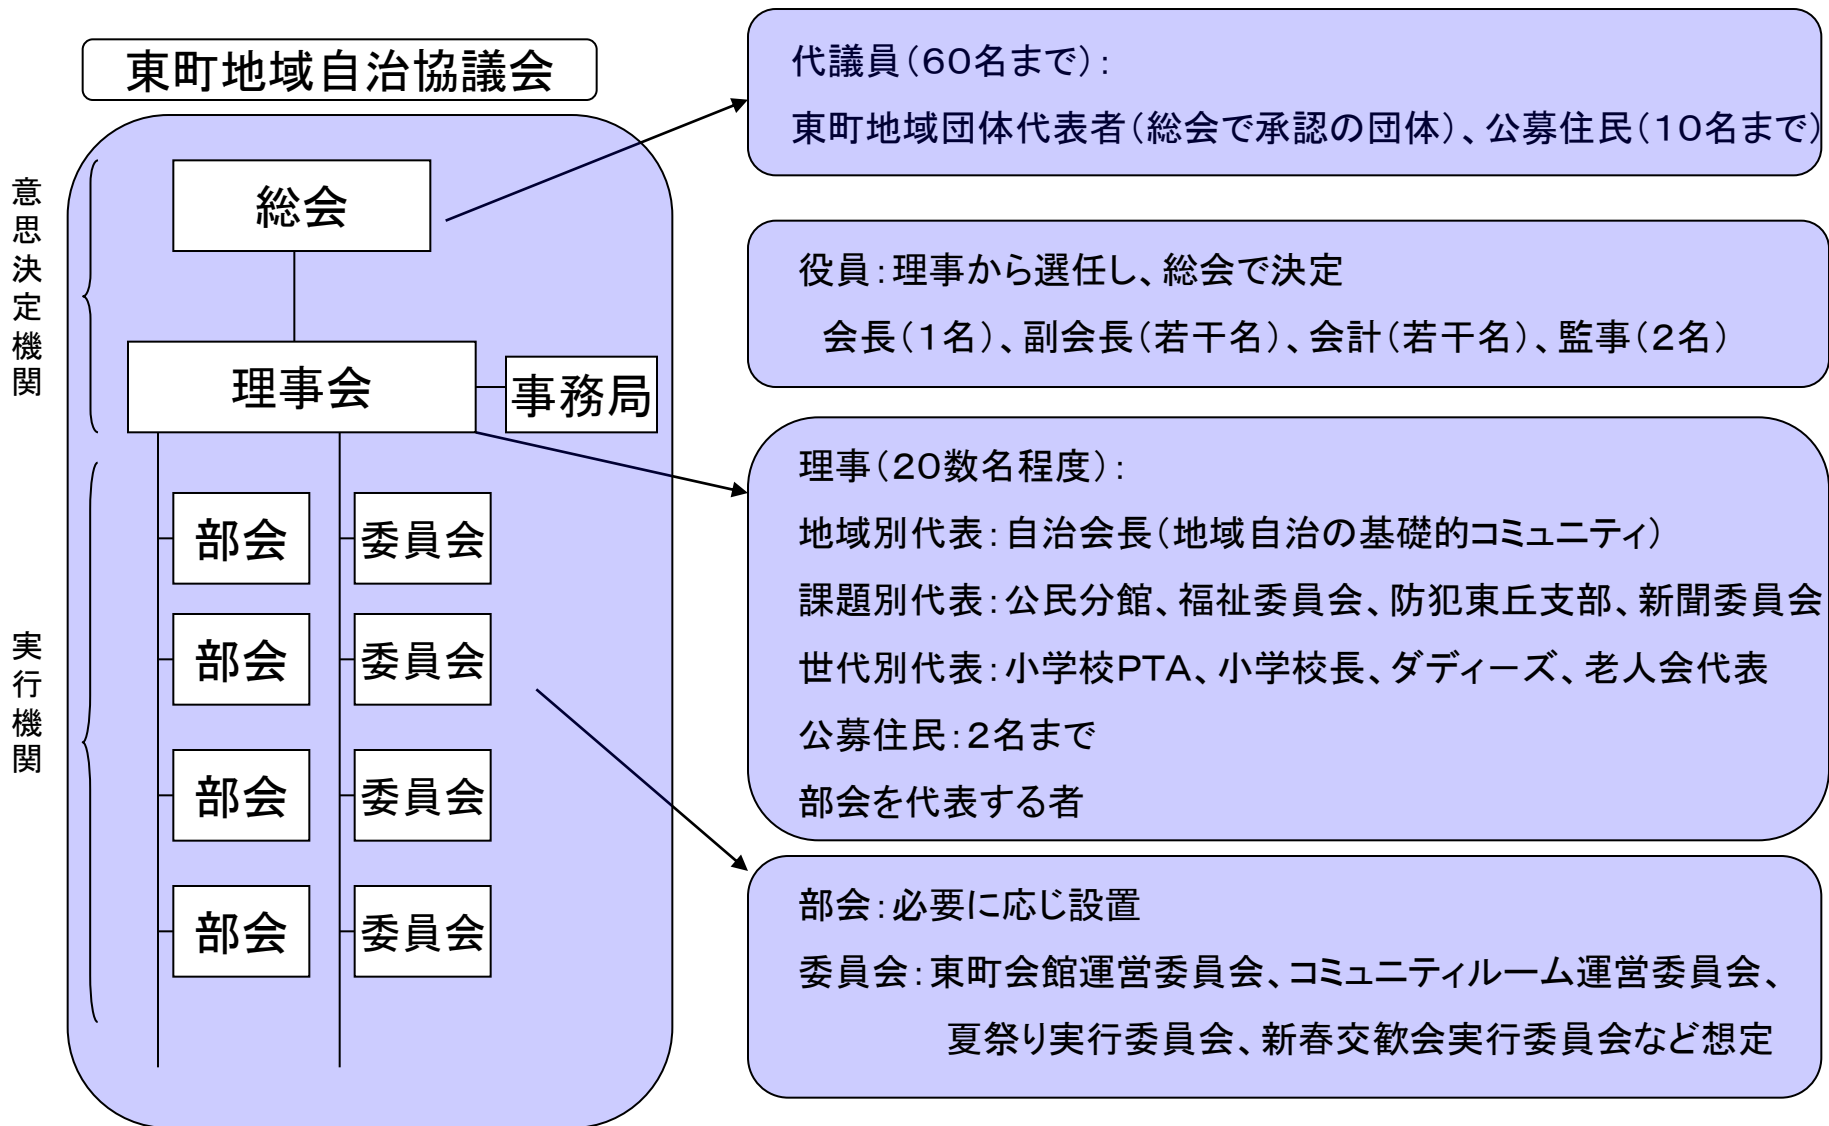 東町地域自治協議会
意思決定機関
総会
理事会
事務局
実行機関
部会
委員会
部会
委員会
部会
委員会
部会
委員会
代議員(60名まで):
東町地域団体代表者(総会で承認の団体)、公募住民(10名まで)
役員:理事から選任し、総会で決定
会長(1名)、副会長(若干名)、会計(若干名)、監事(2名)
理事(20数名程度):
地域別代表:自治会長(地域自治の基礎的コミュニティ)
課題別代表:公民分館、福祉委員会、防犯東丘支部、新聞委員会
世代別代表:小学校PTA、小学校長、ダディーズ、老人会代表
公募住民:2名まで
部会を代表する者
部会:必要に応じ設置
委員会:東町会館運営委員会、コミュニティルーム運営委員会、
夏祭り実行委員会、新春交歓会実行委員会など想定